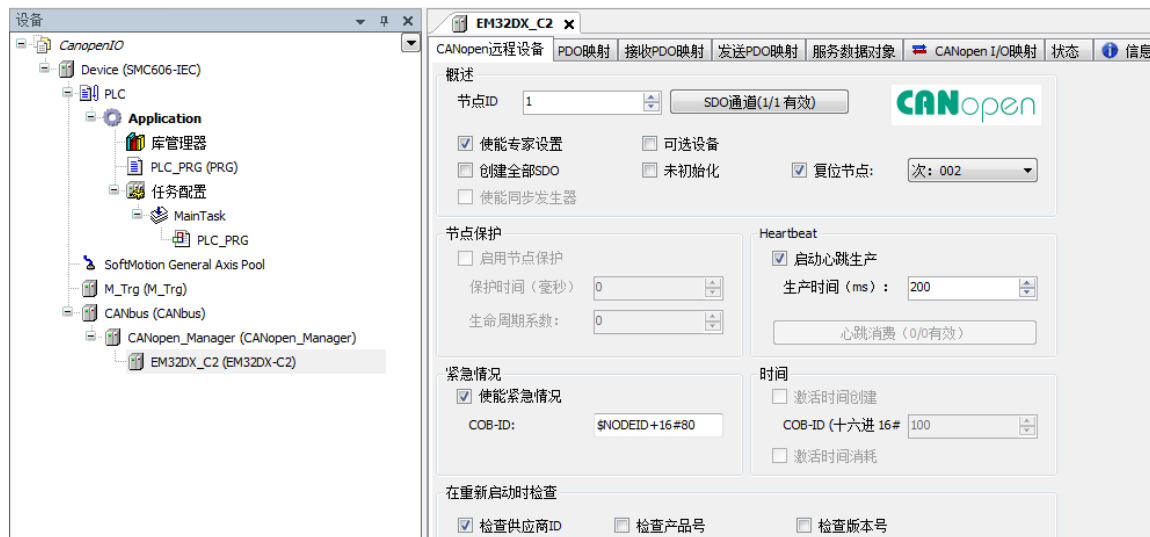 设备
CanopenIO
Device (SMC606-IEC)
PLC
Application
库管理器
PLC_PRG (PRG)
任务配置
MainTask
PLC_PRG
SoftMotion General Axis Pool
M_Trg (M_Trg)
CANbus (CANbus)
CANopen_Manager (CANopen_Manager)
EM32DX_C2 (EM32DX-C2)
EM32DX_C2
CANopen远程设备 PDO映射 接收PDO映射 发送PDO映射 服务数据对象 CANopen I/O映射 状态 信息
概述
节点ID 1 SDO通道(1/1 有效) CANopen
使能专家设置 可选设备
创建全部SDO 未初始化 复位节点: 次: 002
使能同步发生器
节点保护 Heartbeat
启用节点保护 启动心跳生产
保护时间（毫秒） 0 生产时间（ms）: 200
生命周期系数: 0 心跳消费（0/0有效）
紧急情况 时间
使能紧急情况 激活时间创建
COB-ID: $NODEID+16#80 COB-ID (十六进 16# 100
激活时间消耗
在重新启动时检查
检查供应商ID 检查产品号 检查版本号